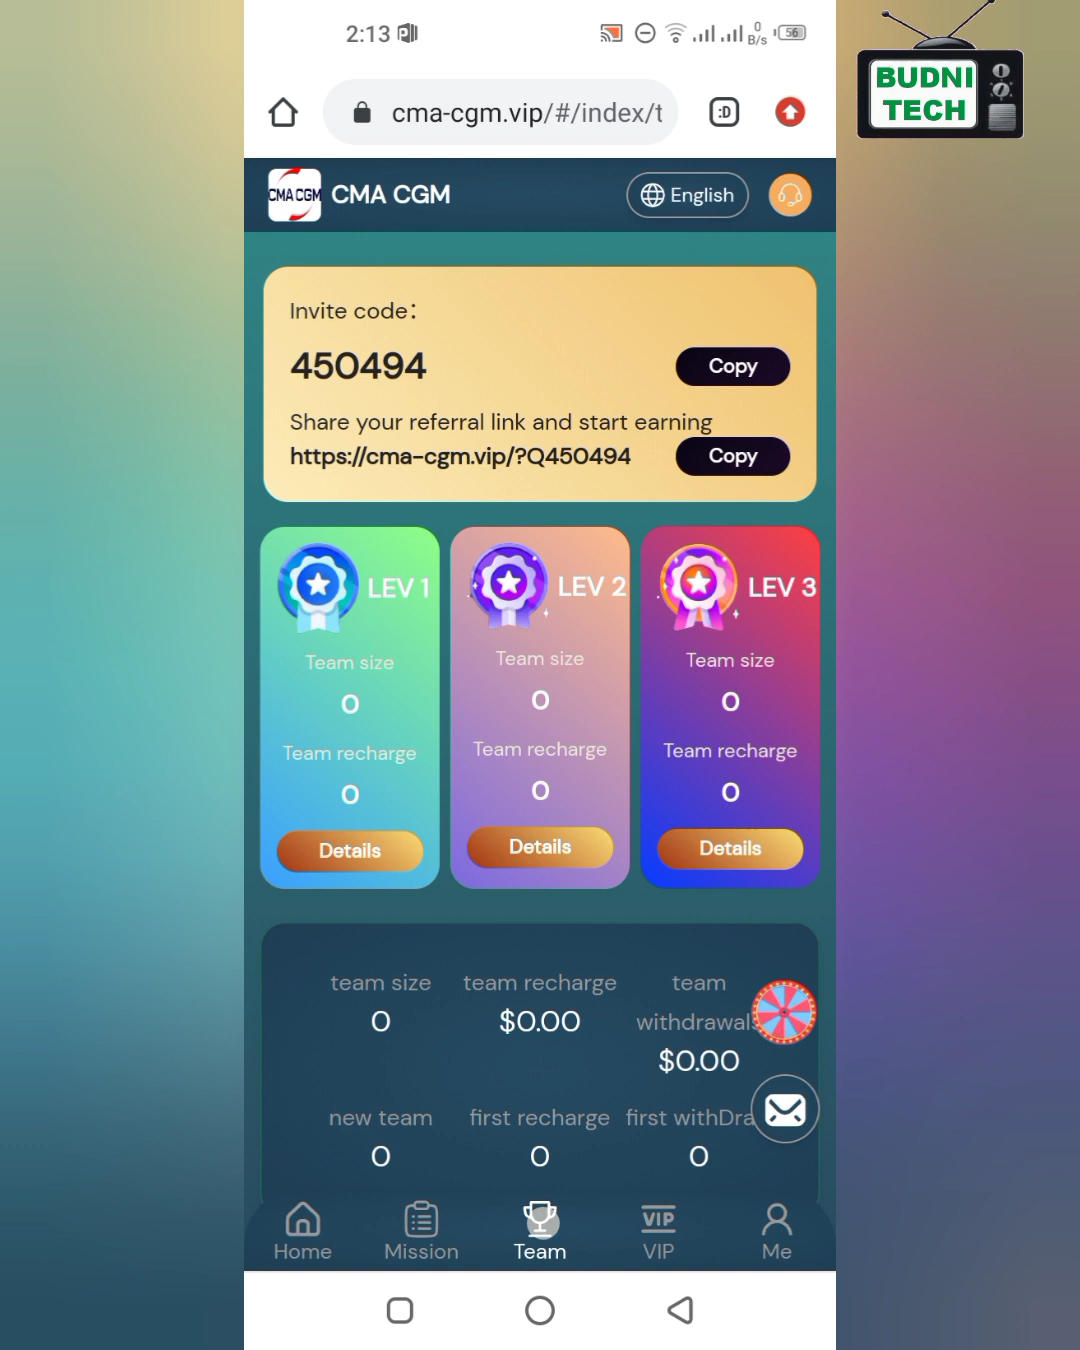 2:13
0
B/s
56
BUDNI
TECH
cma-cgm.vip/#/index/t
:D
CMA CGM
CMA CGM
English
Invite code：
450494
Copy
Share your referral link and start earning
https://cma-cgm.vip/?Q450494
Copy
LEV 1
LEV 2
LEV 3
Team size
Team size
Team size
0
0
0
Team recharge
Team recharge
Team recharge
0
0
0
Details
Details
Details
team size
team recharge
team
withdrawals
0
$0.00
$0.00
new team
first recharge
first withDra
0
0
0
VIP
Home
Mission
Team
VIP
Me